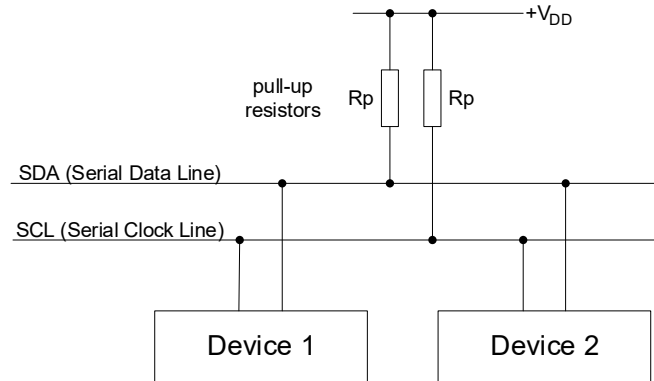 +VDD
pull-up
resistors
Rp
Rp
SDA (Serial Data Line)
SCL (Serial Clock Line)
Device 1
Device 2